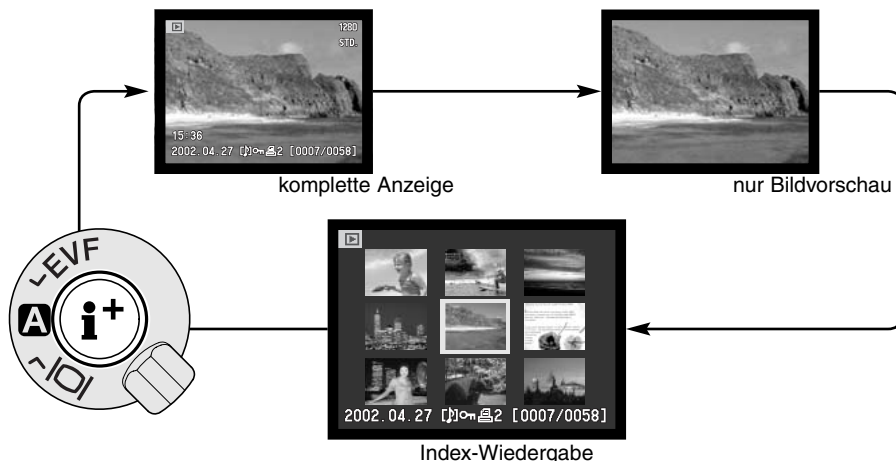 1280
STD.
15:36
2002.04.27 2 [0007/0058]
komplette Anzeige
nur Bildvorschau
EVF
A
i+
2002.04.27 2 [0007/0058]
Index-Wiedergabe